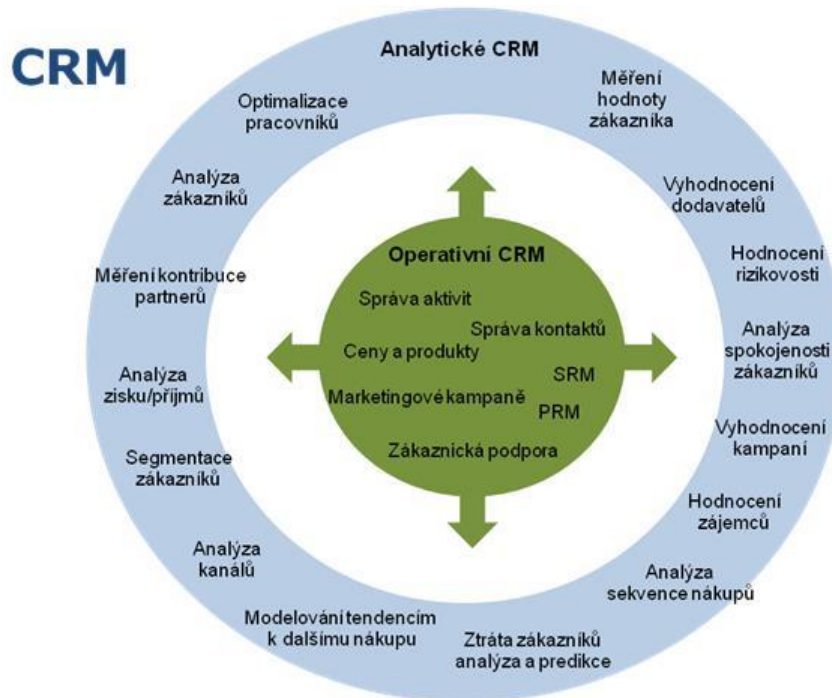 CRM
Analytické CRM
Měření
hodnoty
zákazníka
Vyhodnocení
dodavatelů
Hodnocení
rizikovosti
Analýza
spokojenosti
zákazníků
Vyhodnocení
kampaní
Hodnocení
zájemců
Analýza
sekvence nákupů
Ztráta zákazníků
analýza a predikce
Modelování tendencím
k dalšímu nákupu
Analýza
kanálů
Segmentace
zákazníků
Analýza
zisku/příjmů
Měření kontribuce
partnerů
Analýza
zákazníků
Optimalizace
pracovníků
Operativní CRM
Správa aktivit
Správa kontaktů
Ceny a produkty
SRM
Marketingové kampaně
PRM
Zákaznická podpora